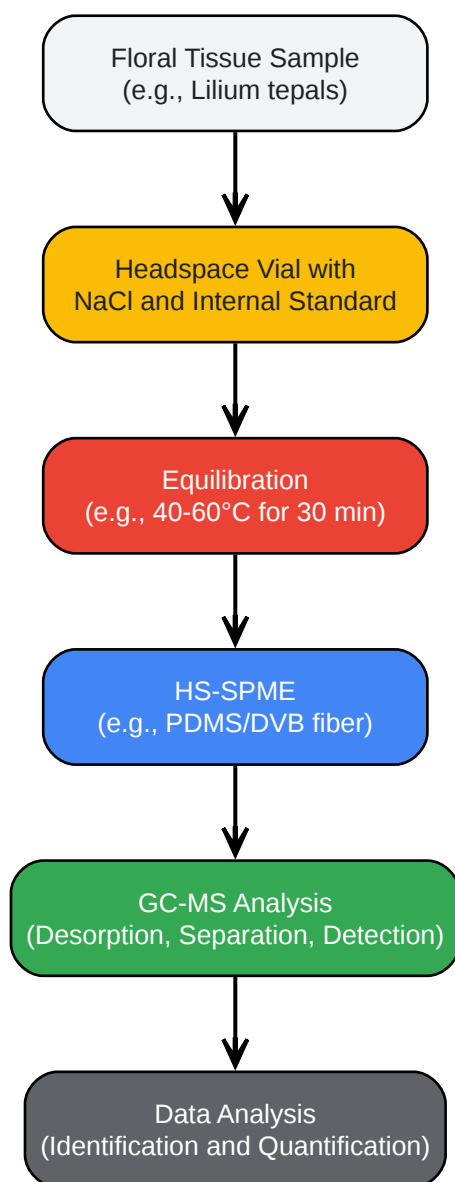 Floral Tissue Sample
(e.g., Lilium tepals)
Headspace Vial with
NaCl and Internal Standard
Equilibration
(e.g., 40-60°C for 30 min)
HS-SPME
(e.g., PDMS/DVB fiber)
GC-MS Analysis
(Desorption, Separation, Detection)
Data Analysis
(Identification and Quantification)